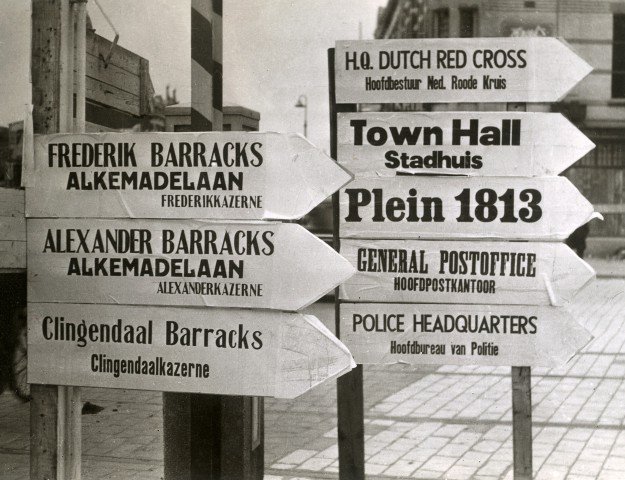 FREDERIK BARRACKS
ALKEMADELAAN
FREDERIKKAZERNE
ALEXANDER BARRACKS
ALKEMADELAAN
ALEXANDERKAZERNE
Clingendaal Barracks
Clingendaalkazerne
H.Q. DUTCH RED CROSS
Hoofdbestuur Ned. Roode Kruis
Town Hall
Stadhuis
Plein 1813
GENERAL POSTOFFICE
HOOFDPOSTKANTOOR
POLICE HEADQUARTERS
Hoofdbureau van Politie